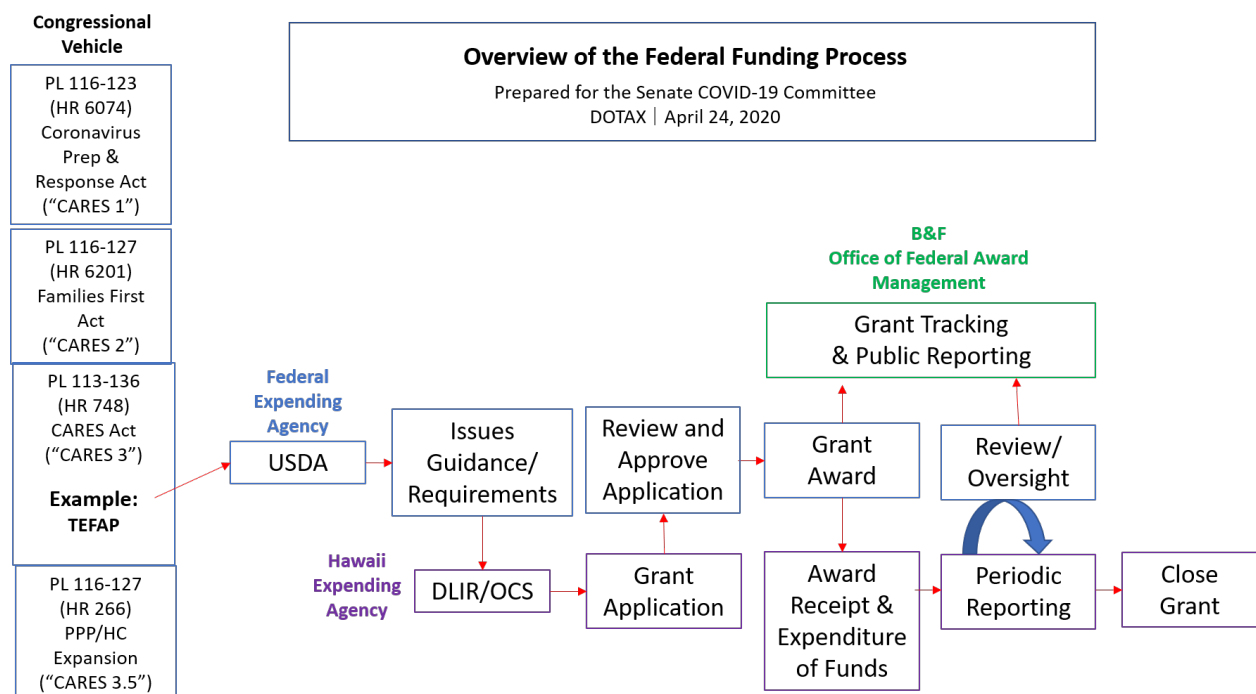 Congressional
Vehicle
PL 116-123
(HR 6074)
Coronavirus
Prep &
Response Act
(“CARES 1”)
PL 116-127
(HR 6201)
Families First
Act
(“CARES 2”)
PL 113-136
(HR 748)
CARES Act
(“CARES 3”)
Example:
TEFAP
PL 116-127
(HR 266)
PPP/HC
Expansion
(“CARES 3.5”)
Overview of the Federal Funding Process
Prepared for the Senate COVID-19 Committee
DOTAX | April 24, 2020
B&F
Office of Federal Award
Management
Grant Tracking
& Public Reporting
Federal
Expending
Agency
USDA
Issues
Guidance/
Requirements
Review and
Approve
Application
Grant
Award
Review/
Oversight
Hawaii
Expending
Agency
DLIR/OCS
Grant
Application
Award
Receipt &
Expenditure
of Funds
Periodic
Reporting
Close
Grant